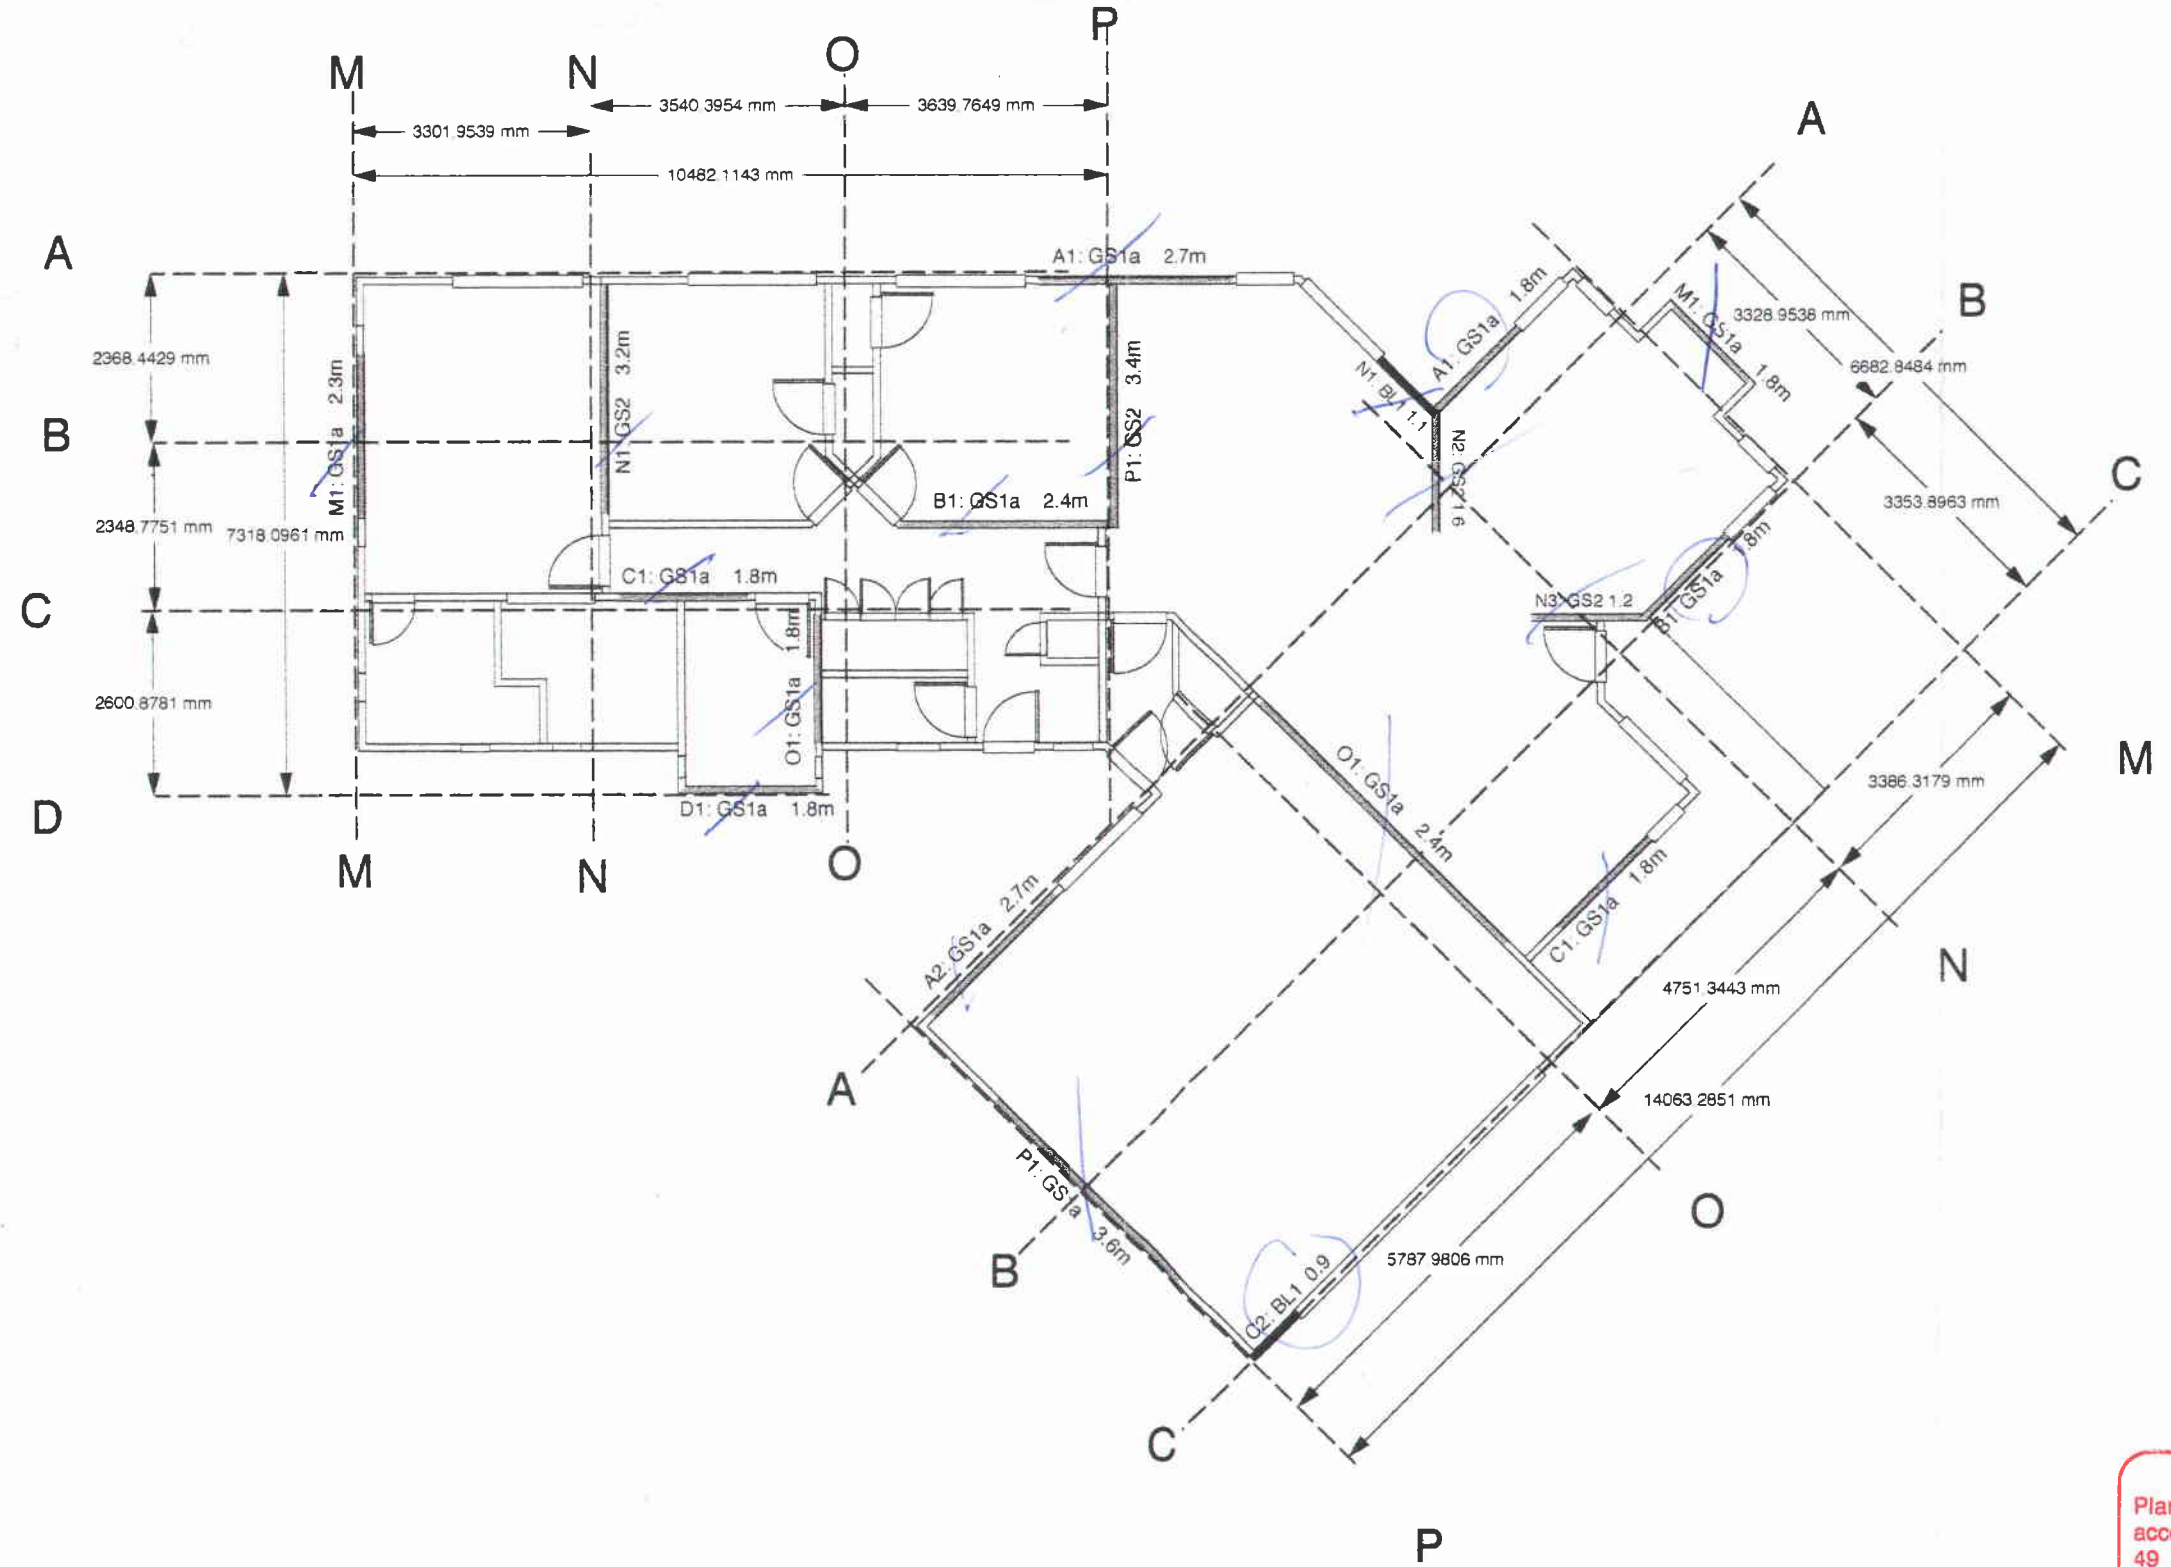 P
O
M
N
3540.3954 mm
3639.7649 mm
3301.9539 mm
10482.1143 mm
A
A
A1: GS1a 2.7m
B
2368.4429 mm
M1: GS1a 2.3m
N1: GS2 3.2m
P1: GS2 3.4m
A1: GS1a 1.8m
M1: GS1a 1.8m
3328.9538 mm
6682.8484 mm
N1: BL1 1.1
B
N2: GS2 1.6
B1: GS1a 2.4m
3353.8963 mm
C
2348.7751 mm
7318.0961 mm
C1: GS1a 1.8m
B1: GS1a 1.8m
N3: GS2 1.2
C
O1: GS1a 1.8m
2600.8781 mm
D1: GS1a 1.8m
D
O1: GS1a 2.4m
3386.3179 mm
M
M
N
O
A2: GS1a 2.7m
C1: GS1a 1.8m
N
4751.3443 mm
A
14063.2851 mm
P1: GS1a 3.6m
O
B
C2: BL1 0.9
5787.9806 mm
C
P
Plan
acco
49